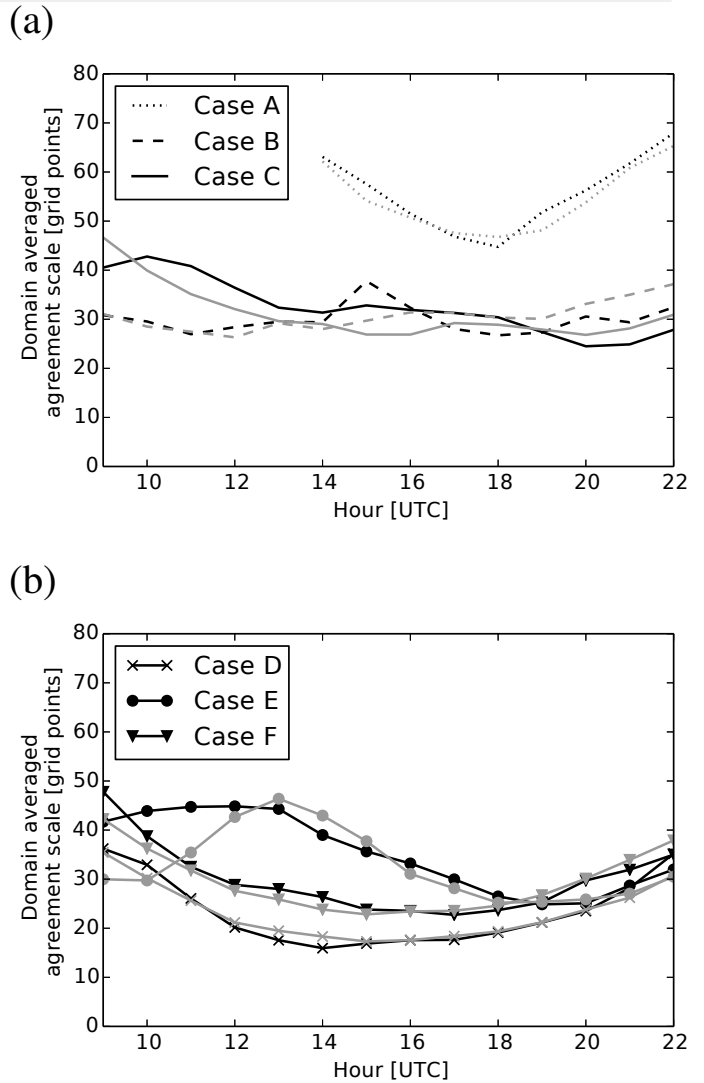 (a)
80
70
60
50
40
30
20
10
0
Domain averaged
agreement scale [grid points]
Case A
Case B
Case C
10 12 14 16 18 20 22
Hour [UTC]
(b)
80
70
60
50
40
30
20
10
0
Domain averaged
agreement scale [grid points]
Case D
Case E
Case F
10 12 14 16 18 20 22
Hour [UTC]